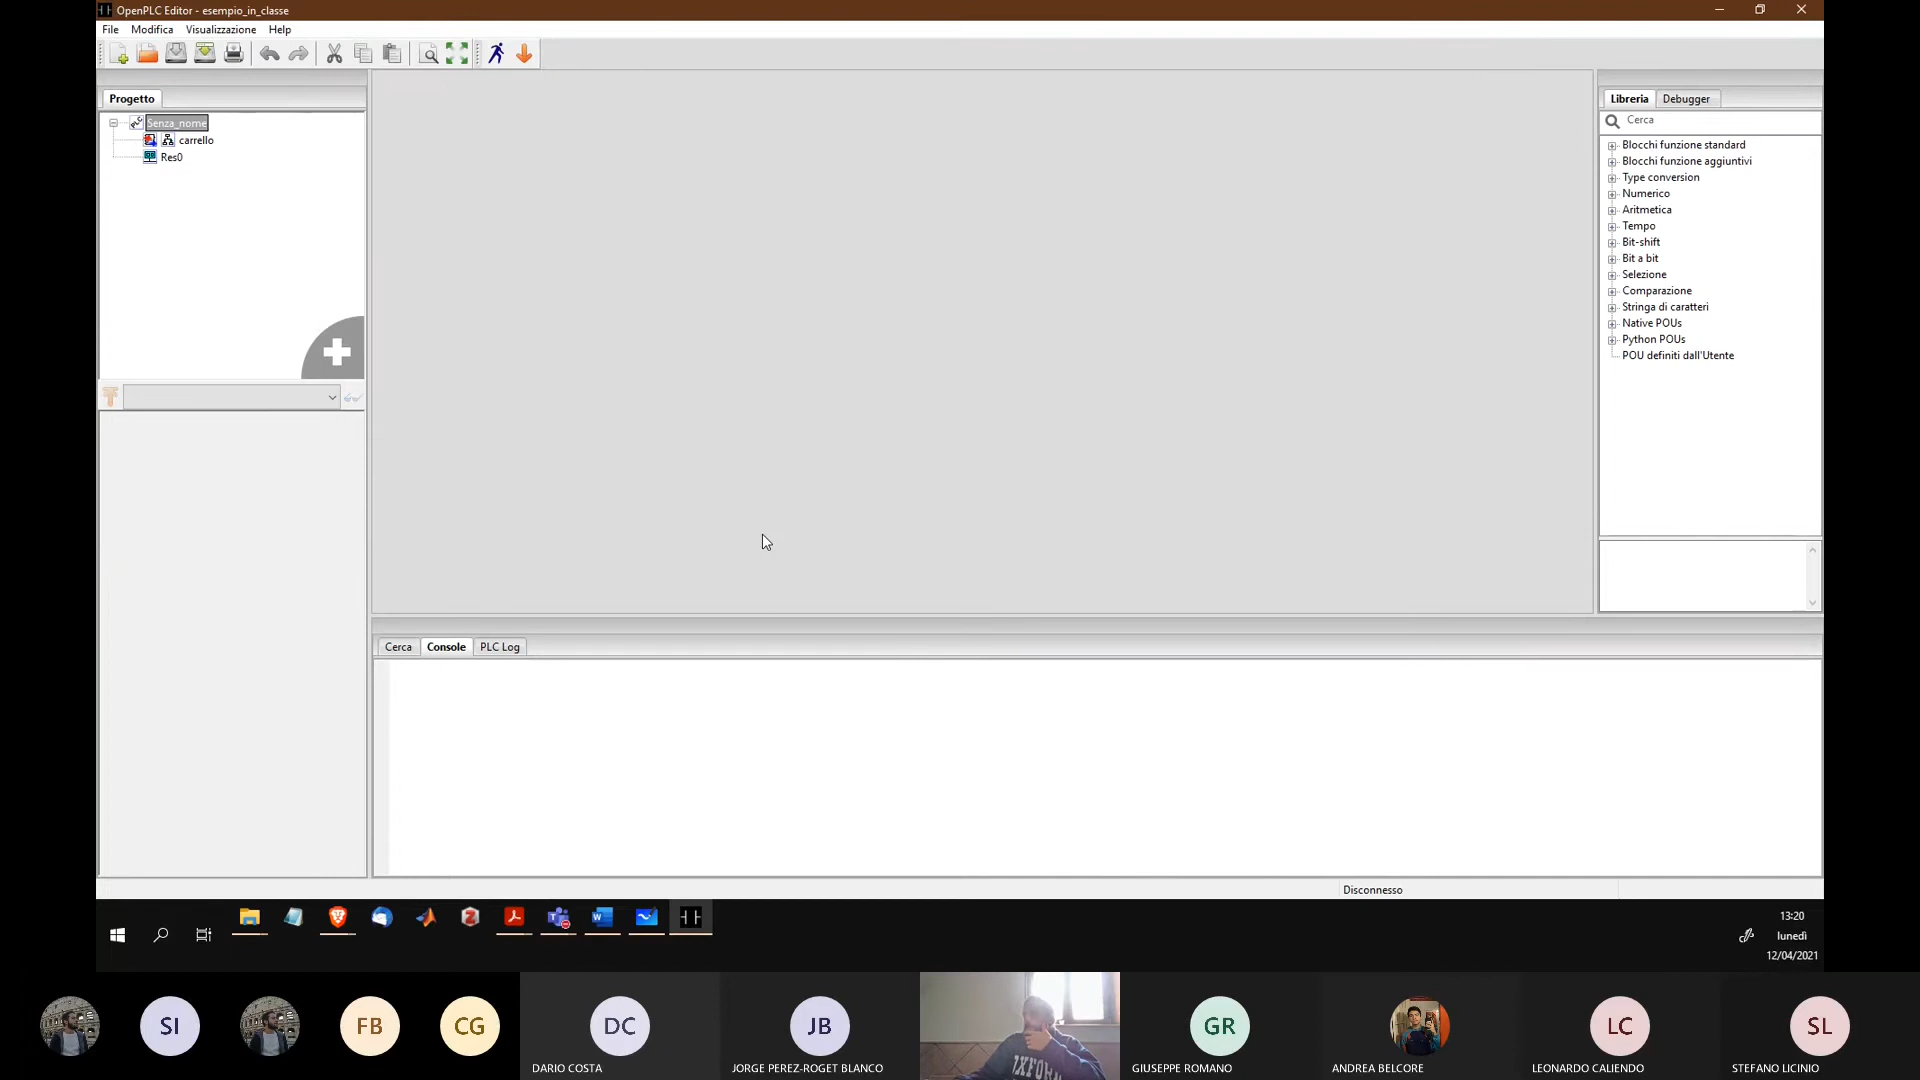 OpenPLC Editor - esempio_in_classe
File Modifica Visualizzazione Help
Progetto
Senza_nome
carrello
Res0
Libreria Debugger
Cerca
Blocchi funzione standard
Blocchi funzione aggiuntivi
Type conversion
Numerico
Aritmetica
Tempo
Bit-shift
Bit a bit
Selezione
Comparazione
Stringa di caratteri
Native POUs
Python POUs
POU definiti dall'Utente
Cerca Console PLC Log
Disconnesso
13:20
lunedì
12/04/2021
SI FB CG DC JB GR LC SL
DARIO COSTA JORGE PEREZ-ROGET BLANCO GIUSEPPE ROMANO ANDREA BELCORE LEONARDO CALIENDO STEFANO LICINIO